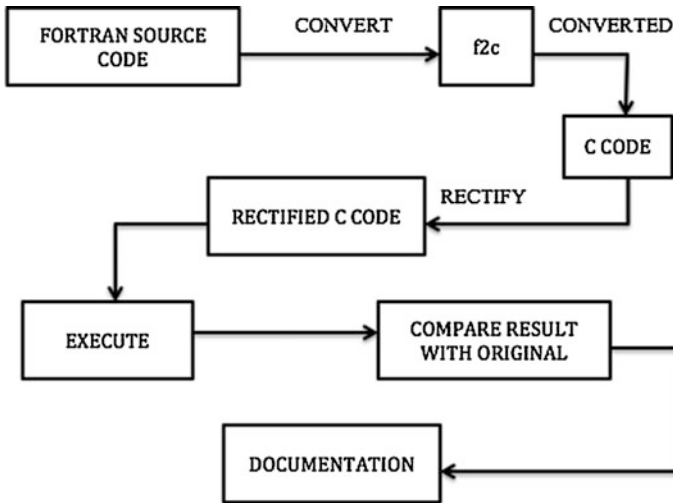 FORTRAN SOURCE
CODE
CONVERT
f2c
CONVERTED
C CODE
RECTIFY
RECTIFIED C CODE
EXECUTE
COMPARE RESULT
WITH ORIGINAL
DOCUMENTATION